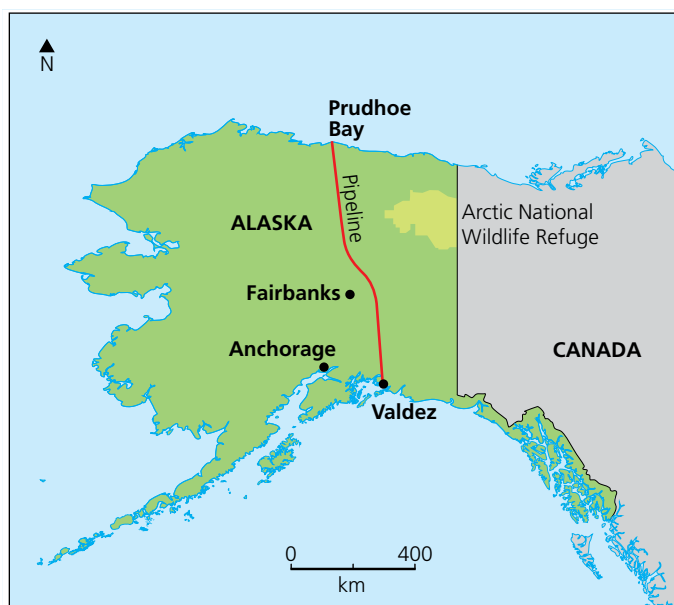 N
Prudhoe
Bay
Pipeline
ALASKA
Arctic National
Wildlife Refuge
Fairbanks
Anchorage
CANADA
Valdez
0 400
km